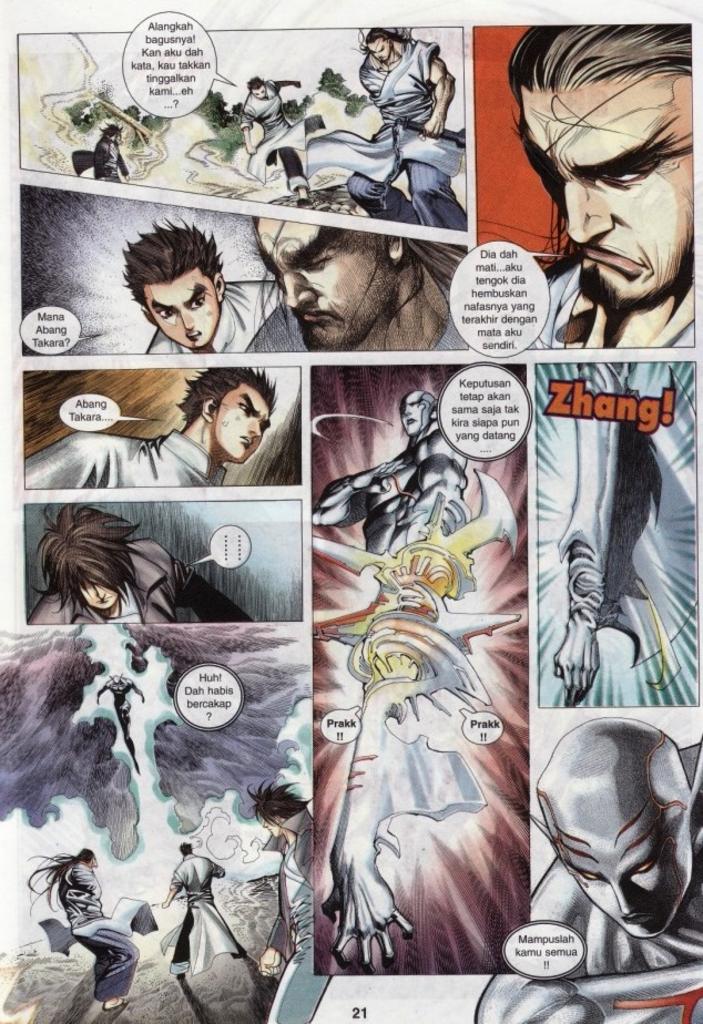 Alangkah
bagusnya!
Kan aku dah
kata, kau takkan
tinggalkan
kami...eh
...?
Dia dah
mati...aku
tengok dia
hembuskan
nafasnya yang
terakhir dengan
mata aku
sendiri.
Mana
Abang
Takara?
Abang
Takara....
Keputusan
tetap akan
sama saja tak
kira siapa pun
yang datang
....
Zhang!
Huh!
Dah habis
bercakap
?
Prakk
!!
Prakk
!!
Mampuslah
kamu semua
!!
21